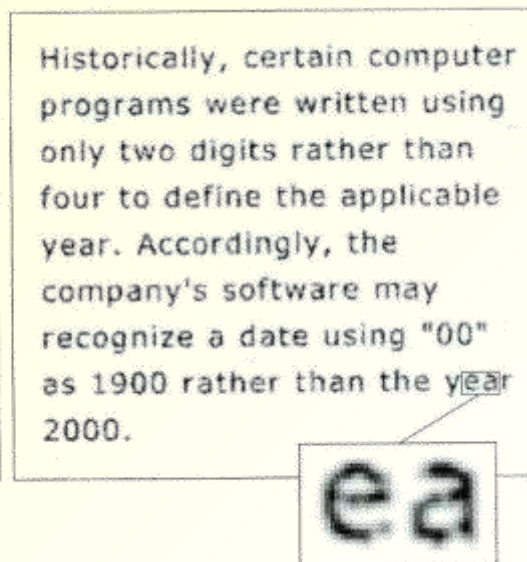 Historically, certain computer
programs were written using
only two digits rather than
four to define the applicable
year. Accordingly, the
company's software may
recognize a date using "00"
as 1900 rather than the year
2000.
ea